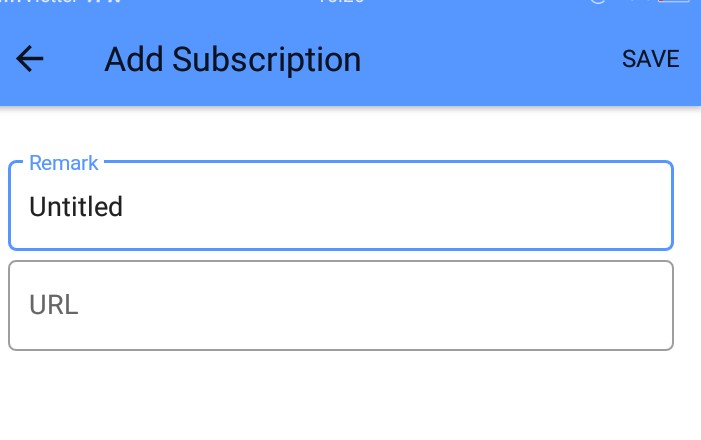 Add Subscription
SAVE
Remark
Untitled
URL